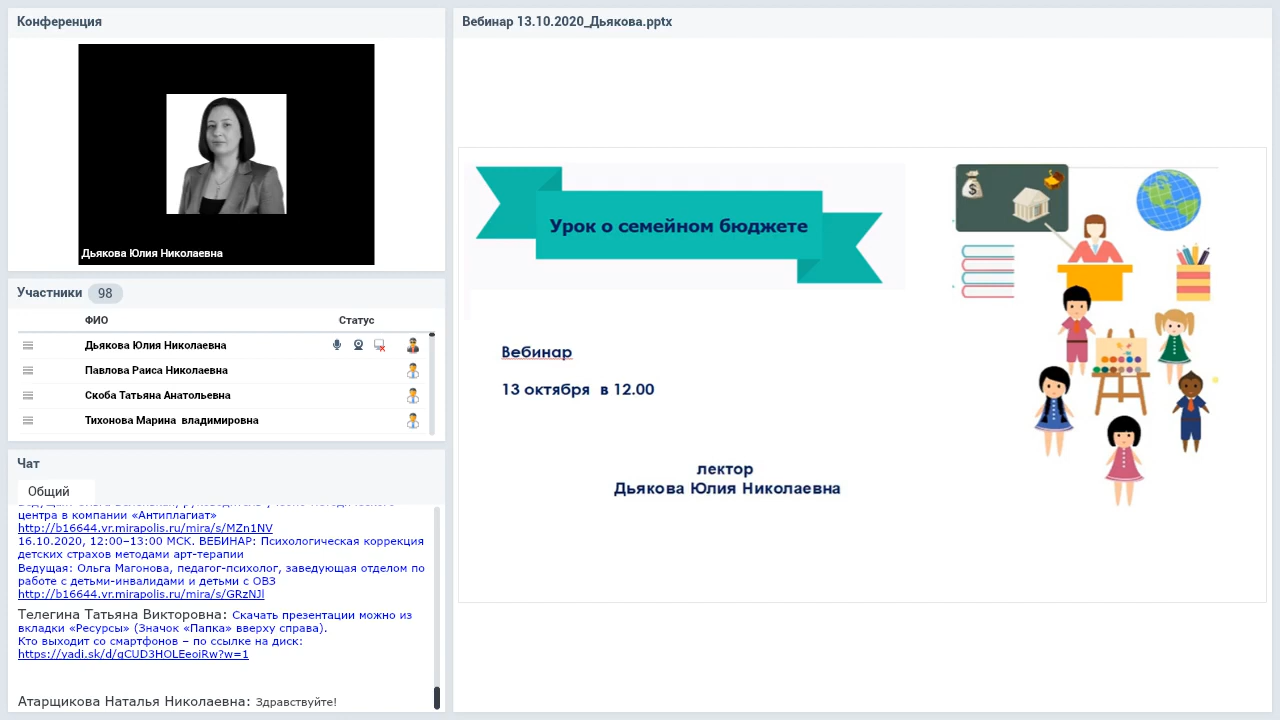 Конференция
Дьякова Юлия Николаевна
Участники 98
ФИО Статус
Дьякова Юлия Николаевна
Павлова Раиса Николаевна
Скоба Татьяна Анатольевна
Тихонова Марина владимировна
Чат
Общий
центра в компании «Антиплагиат»
http://b16644.vr.mirapolis.ru/mira/s/MZn1NV
16.10.2020, 12:00–13:00 МСК. ВЕБИНАР: Психологическая коррекция
детских страхов методами арт-терапии
Ведущая: Ольга Магонова, педагог-психолог, заведующая отделом по
работе с детьми-инвалидами и детьми с ОВЗ
http://b16644.vr.mirapolis.ru/mira/s/GRzNJl
Телегина Татьяна Викторовна: Скачать презентации можно из
вкладки «Ресурсы» (Значок «Папка» вверху справа).
Кто выходит со смартфонов – по ссылке на диск:
https://yadi.sk/d/gCUD3HOLEeoiRw?w=1
Атарщикова Наталья Николаевна: Здравствуйте!
Вебинар 13.10.2020_Дьякова.pptx
Урок о семейном бюджете
$
Вебинар
13 октября в 12.00
лектор
Дьякова Юлия Николаевна